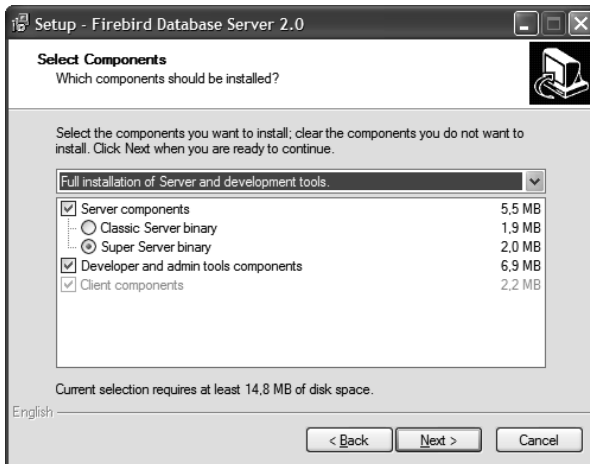 Setup - Firebird Database Server 2.0
Select Components
Which components should be installed?
Select the components you want to install; clear the components you do not want to
install. Click Next when you are ready to continue.
Full installation of Server and development tools.
Server components 5,5 MB
Classic Server binary 1,9 MB
Super Server binary 2,0 MB
Developer and admin tools components 6,9 MB
Client components 2,2 MB
Current selection requires at least 14,8 MB of disk space.
English
< Back Next > Cancel